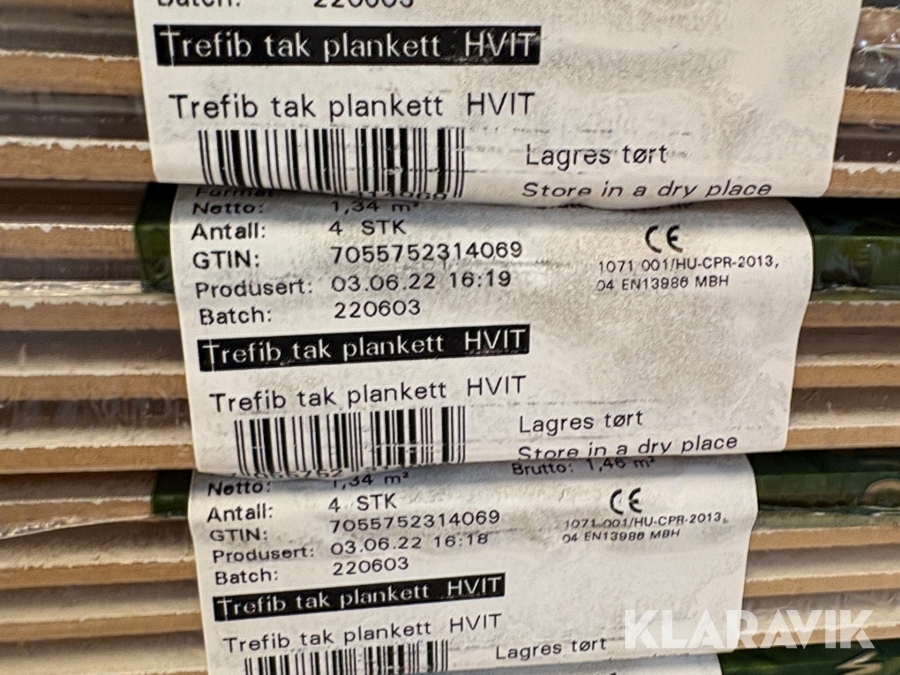 Batch: 220603
Trefib tak plankett HVIT
Trefib tak plankett HVIT
Lagres tørt
Store in a dry place
Netto: 1,34 m²
Antall: 4 STK
GTIN: 7055752314069
Produsert: 03.06.22 16:19
Batch: 220603
CE
1071 001/HU-CPR-2013,
04 EN13986 MBH
Trefib tak plankett HVIT
Trefib tak plankett HVIT
Lagres tørt
Store in a dry place
Brutto: 1,46 m²
Netto: 1,34 m²
Antall: 4 STK
GTIN: 7055752314069
Produsert: 03.06.22 16:18
Batch: 220603
CE
1071 001/HU-CPR-2013,
04 EN13986 MBH
Trefib tak plankett HVIT
Trefib tak plankett HVIT
Lagres tørt
KLARAVIK